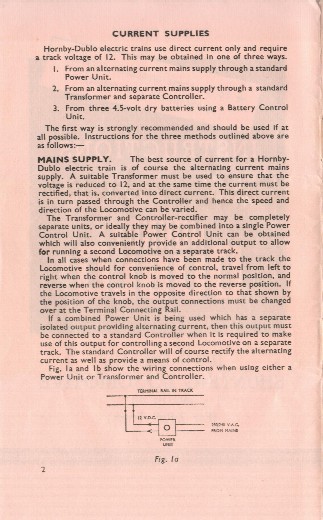 CURRENT SUPPLIES
Hornby-Dublo electric trains use direct current only and require
a track voltage of 12. This may be obtained in one of three ways.
1. From an alternating current mains supply through a standard
Power Unit.
2. From an alternating current mains supply through a standard
Transformer and separate Controller.
3. From three 4.5-volt dry batteries using a Battery Control
Unit.
The first way is strongly recommended and should be used if at
all possible. Instructions for the three methods outlined above are
as follows:—
MAINS SUPPLY. The best source of current for a Hornby-
Dublo electric train is of course the alternating current mains
supply. A suitable Transformer must be used to ensure that the
voltage is reduced to 12, and at the same time the current must be
rectified, that is, converted into direct current. This direct current
is in turn passed through the Controller and hence the speed and
direction of the Locomotive can be varied.
The Transformer and Controller-rectifier may be completely
separate units, or ideally they may be combined into a single Power
Control Unit. A suitable Power Control Unit can be obtained
which will also conveniently provide an additional output to allow
for running a second Locomotive on a separate track.
In all cases when connections have been made to the track the
Locomotive should for convenience of control, travel from left to
right when the control knob is moved to the normal position, and
reverse when the control knob is moved to the reverse position. If
the Locomotive travels in the opposite direction to that shown by
the position of the knob, the output connections must be changed
over at the Terminal Connecting Rail.
If a combined Power Unit is being used which has a separate
isolated output providing alternating current, then this output must
be connected to a standard Controller when it is required to make
use of this output for controlling a second Locomotive on a separate
track. The standard Controller will of course rectify the alternating
current as well as provide a means of control.
Fig. 1a and 1b show the wiring connections when using either a
Power Unit or Transformer and Controller.
TERMINAL RAIL IN TRACK
12 V.D.C.
V.A.C.
FROM MAINS
POWER
UNIT
Fig. 1a
2